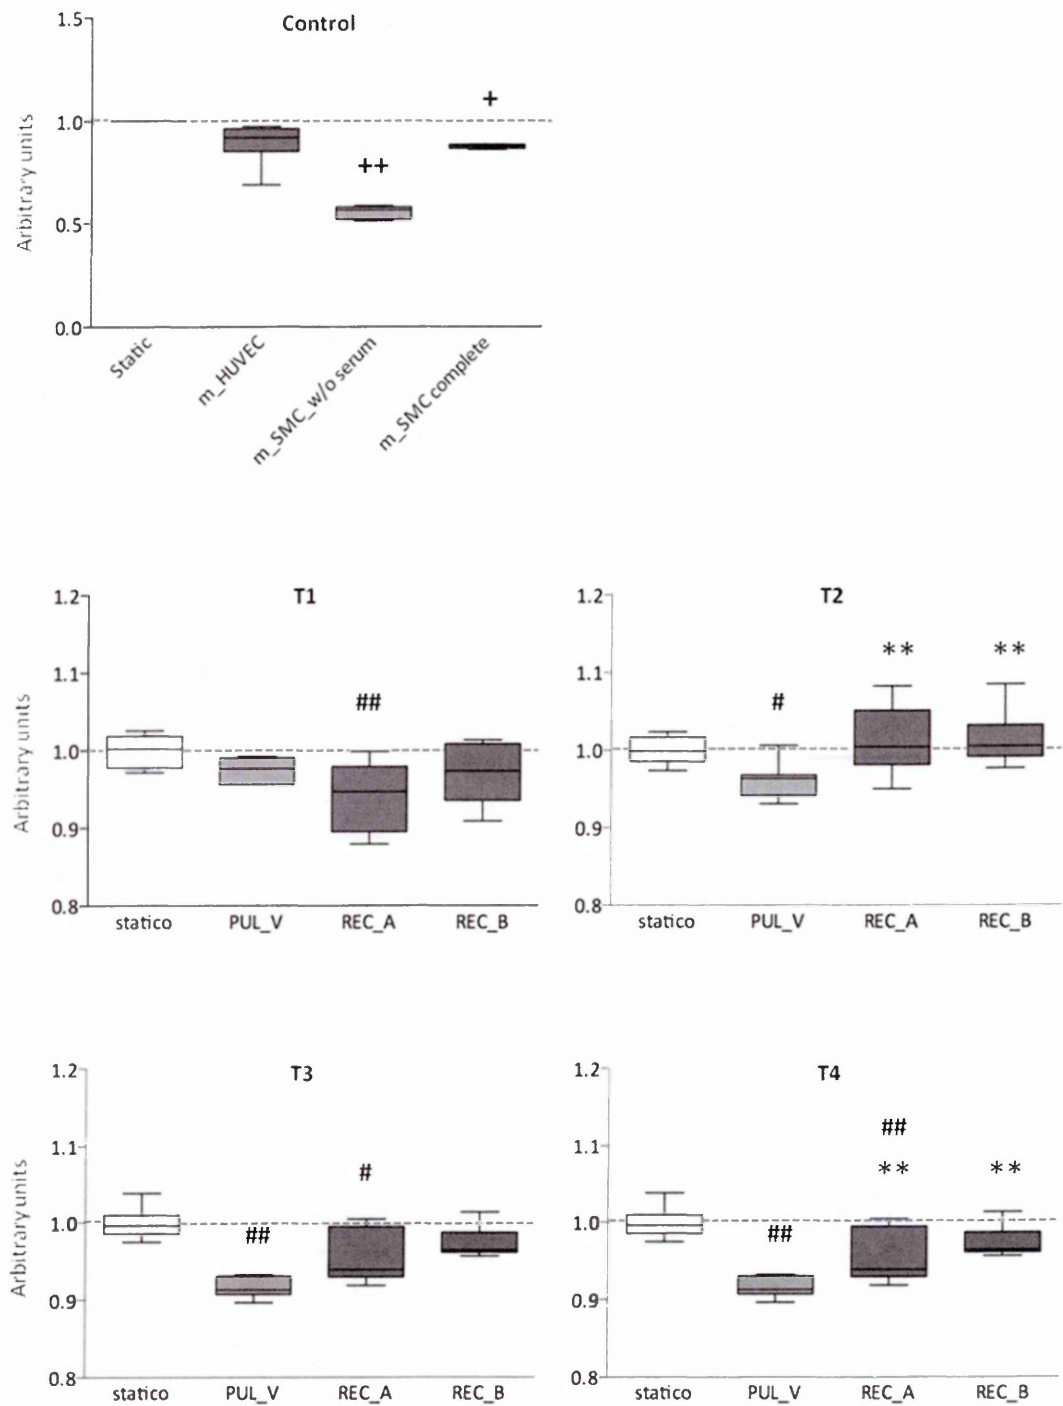 Control
1.5
1.0
0.5
0.0
Arbitrary units
+
++
Static
m_HUVEC
m_SMC_w/o serum
m_SMC complete
T1
1.2
1.1
1.0
0.9
0.8
Arbitrary units
##
statico PUL_V REC_A REC_B
T2
1.2
1.1
1.0
0.9
0.8
** **
#
statico PUL_V REC_A REC_B
T3
1.2
1.1
1.0
0.9
0.8
Arbitrary units
#
##
statico PUL_V REC_A REC_B
T4
1.2
1.1
1.0
0.9
0.8
##
** **
##
statico PUL_V REC_A REC_B